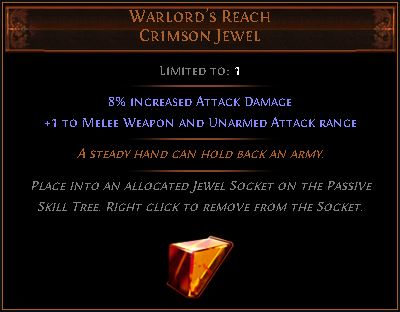 Warlord's Reach
Crimson Jewel
Limited to: 1
8% increased Attack Damage
+1 to Melee Weapon and Unarmed Attack range
A steady hand can hold back an army.
Place into an allocated Jewel Socket on the Passive
Skill Tree. Right click to remove from the Socket.